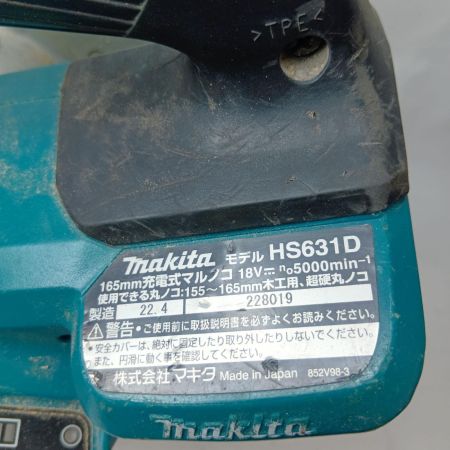 >TPE<
makita モデル HS631D
165mm充電式マルノコ 18V⎓ n₀5000min⁻¹
使用できる丸ノコ:155~165mm木工用、超硬丸ノコ
製造 22.4 228019
⚠警告 ・ご使用前に取扱説明書を必ずよくお読みください。
・安全カバーは、絶対に固定したり取り外したりしないでください。
また、円滑に動く事を確認してください。
株式会社マキタ Made in Japan 852V98-3
makita